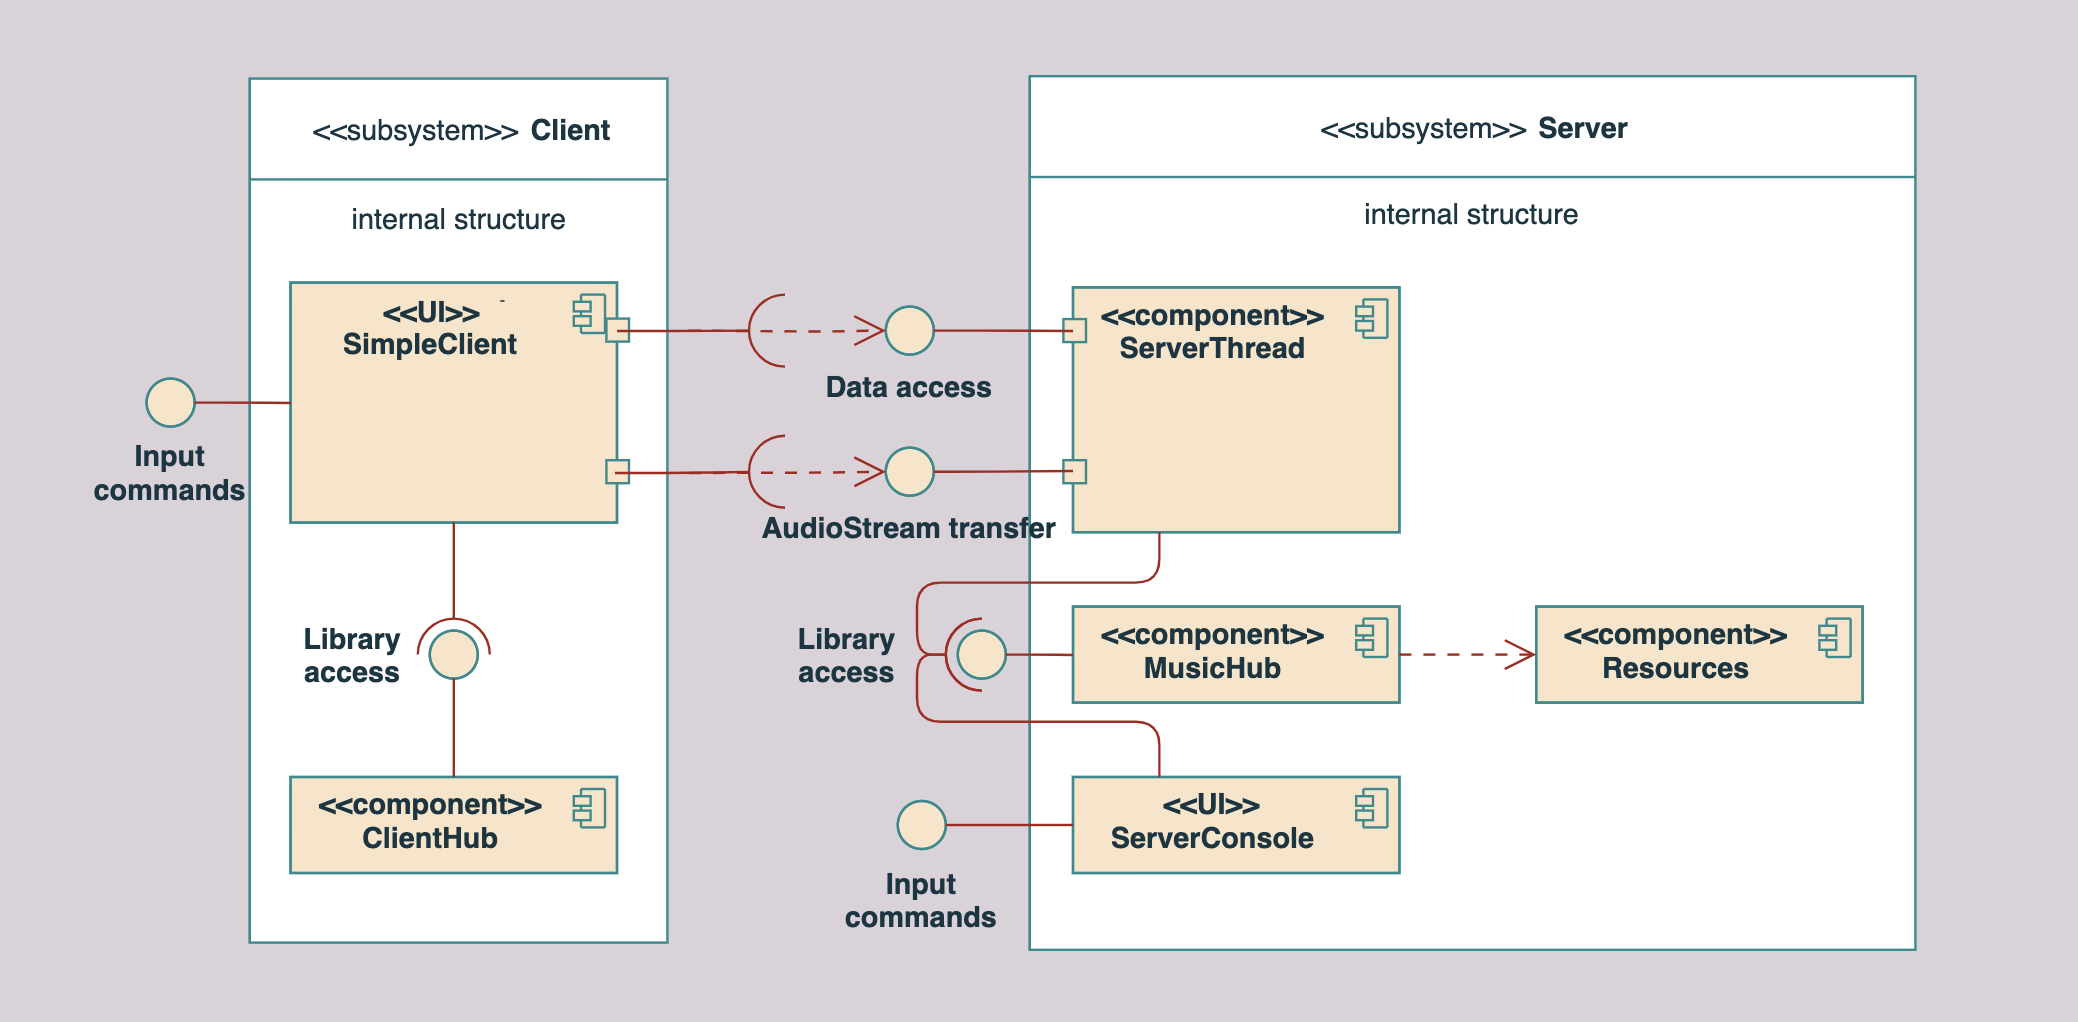 <<subsystem>> Client
internal structure
<<UI>>
SimpleClient
Input
commands
Library
access
<<component>>
ClientHub
Data access
AudioStream transfer
<<subsystem>> Server
internal structure
<<component>>
ServerThread
Library
access
<<component>>
MusicHub
<<component>>
Resources
<<UI>>
ServerConsole
Input
commands